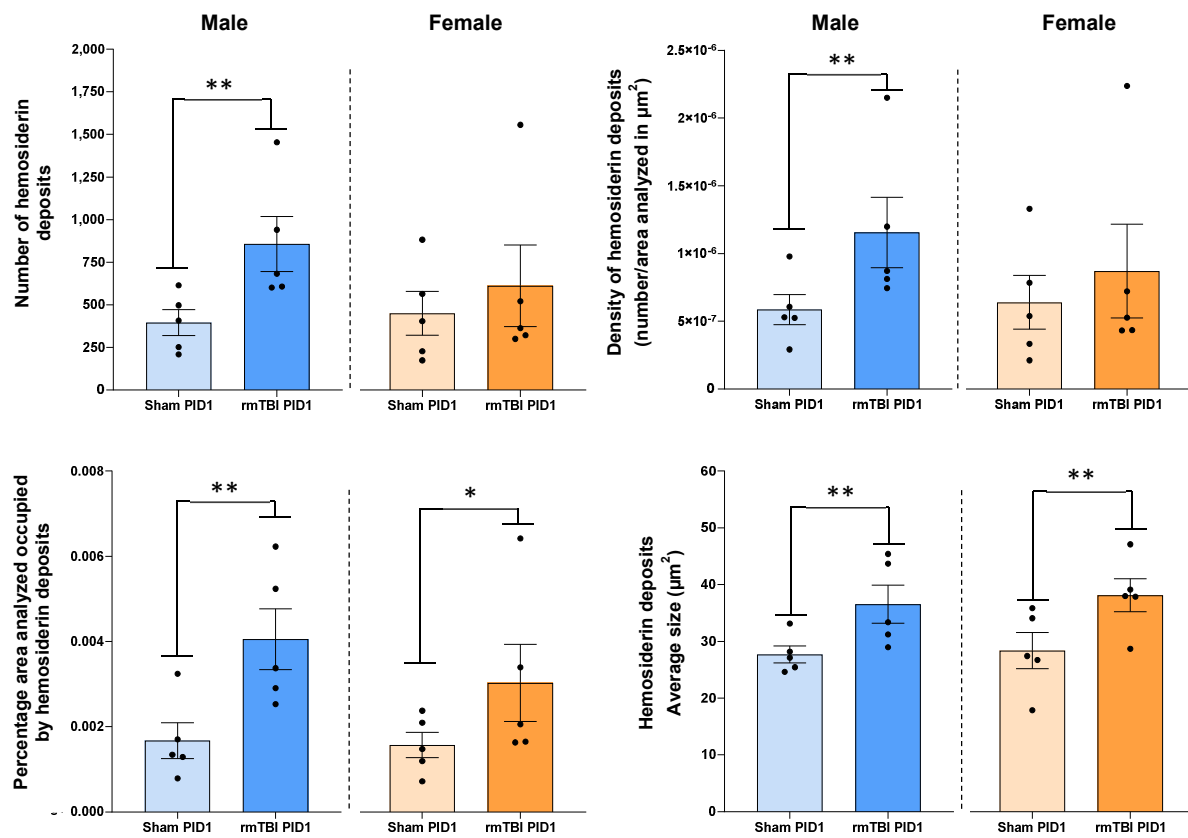 Male
Female
Number of hemosiderin
deposits
2,000
1,750
1,500
1,250
1,000
750
500
250
0
**
Sham PID1
rmTBI PID1
Sham PID1
rmTBI PID1
Male
Female
Density of hemosiderin deposits
(number/area analyzed in µm²)
2.5×10⁻⁶
2×10⁻⁶
1.5×10⁻⁶
1×10⁻⁶
5×10⁻⁷
0
**
Sham PID1
rmTBI PID1
Sham PID1
rmTBI PID1
Percentage area analyzed occupied
by hemosiderin deposits
0.008
0.006
0.004
0.002
0.000
**
*
Sham PID1
rmTBI PID1
Sham PID1
rmTBI PID1
Hemosiderin deposits
Average size (µm²)
60
50
40
30
20
10
0
**
**
Sham PID1
rmTBI PID1
Sham PID1
rmTBI PID1